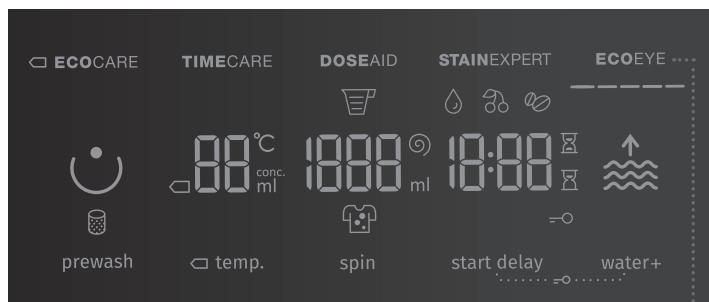 ECOCARE TIMECARE DOSEAID STAINEXPERT ECOEYE
88 °C conc. ml 1888 ml 18:88
prewash temp. spin start delay water+